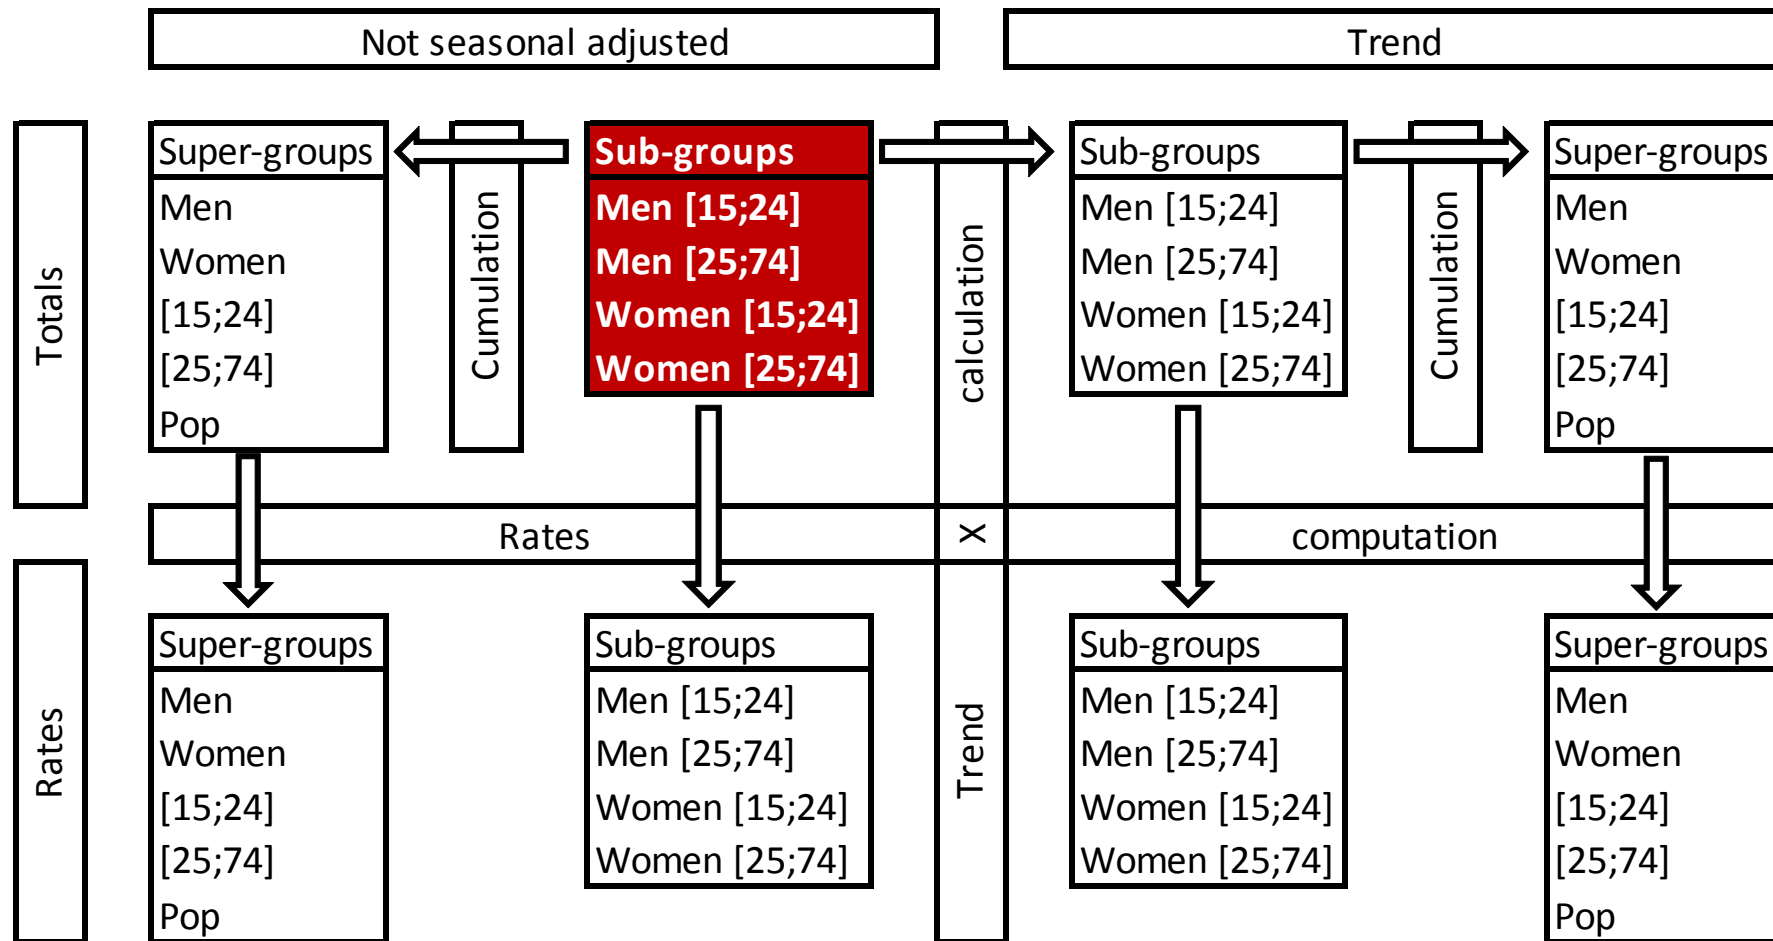 Not seasonal adjusted
Trend
Totals
Super-groups
Men
Women
[15;24]
[25;74]
Pop
Cumulation
Sub-groups
Men [15;24]
Men [25;74]
Women [15;24]
Women [25;74]
calculation
Sub-groups
Men [15;24]
Men [25;74]
Women [15;24]
Women [25;74]
Cumulation
Super-groups
Men
Women
[15;24]
[25;74]
Pop
Rates
X
computation
Rates
Super-groups
Men
Women
[15;24]
[25;74]
Pop
Sub-groups
Men [15;24]
Men [25;74]
Women [15;24]
Women [25;74]
Trend
Sub-groups
Men [15;24]
Men [25;74]
Women [15;24]
Women [25;74]
Super-groups
Men
Women
[15;24]
[25;74]
Pop